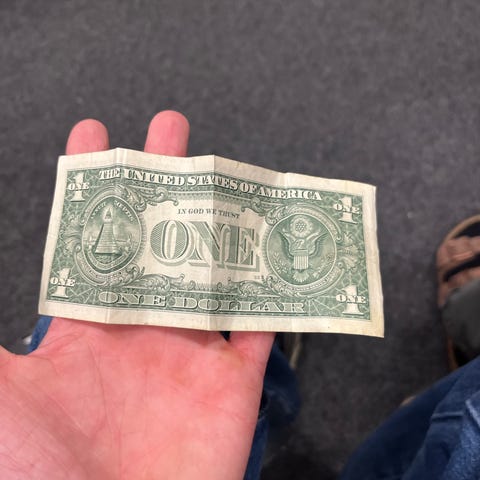 THE UNITED STATES OF AMERICA
1 ONE
ONE 1
IN GOD WE TRUST
ONE
ONE 1
1 ONE
ONE DOLLAR